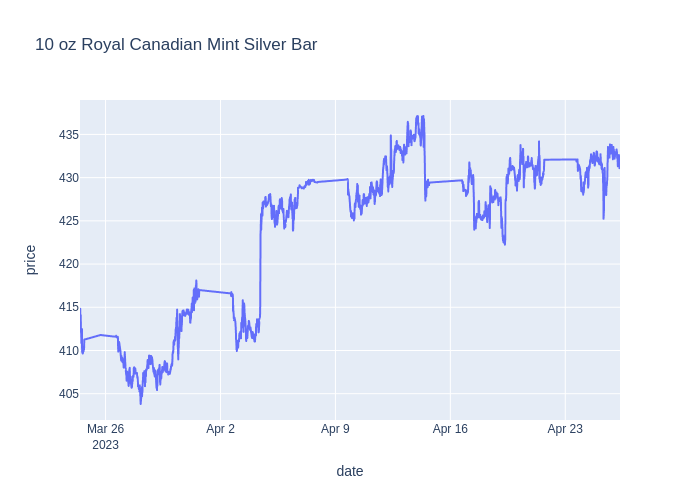 10 oz Royal Canadian Mint Silver Bar
435
430
425
420
415
410
405
price
Mar 26
2023
Apr 2
Apr 9
Apr 16
Apr 23
date